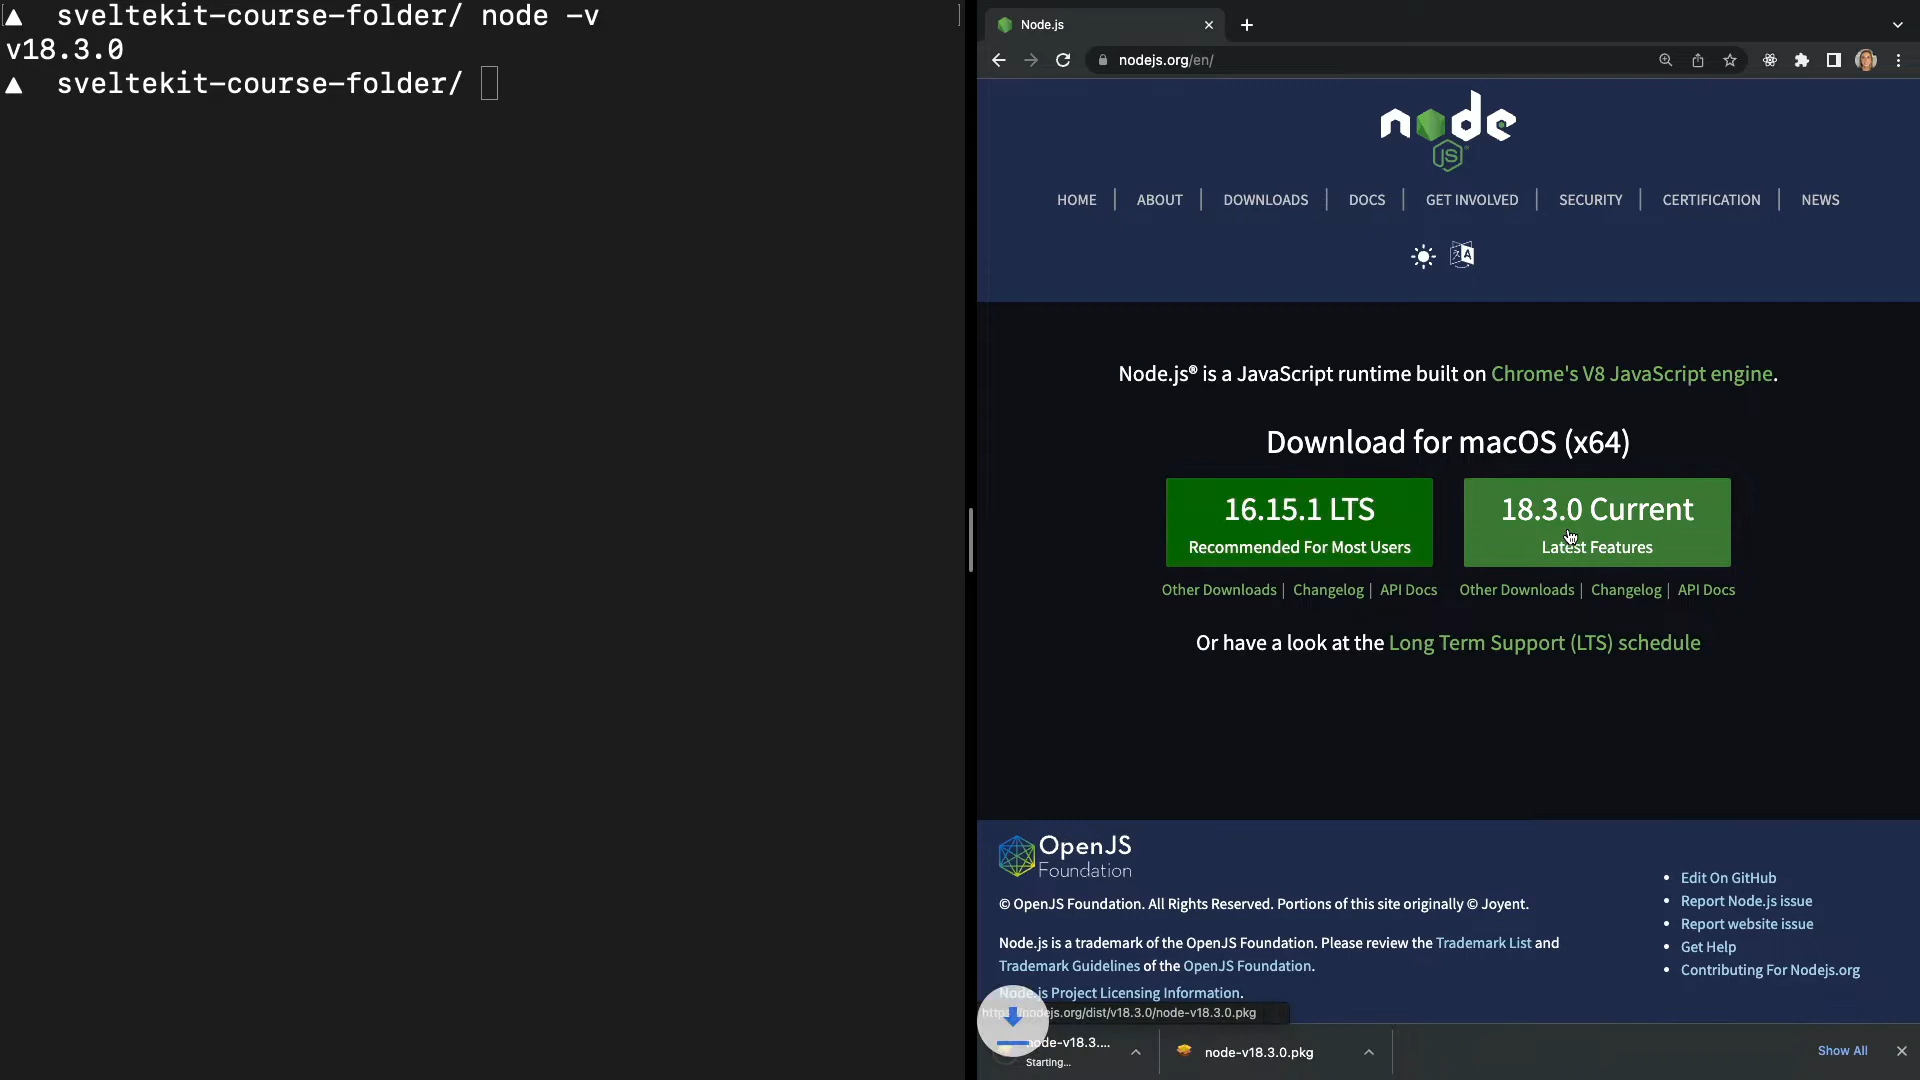 ▲ sveltekit-course-folder/ node -v
v18.3.0
▲ sveltekit-course-folder/
Node.js
nodejs.org/en/
node
JS
HOME | ABOUT | DOWNLOADS | DOCS | GET INVOLVED | SECURITY | CERTIFICATION | NEWS
Node.js® is a JavaScript runtime built on Chrome's V8 JavaScript engine.
Download for macOS (x64)
16.15.1 LTS
Recommended For Most Users
18.3.0 Current
Latest Features
Other Downloads | Changelog | API Docs
Other Downloads | Changelog | API Docs
Or have a look at the Long Term Support (LTS) schedule
OpenJS
Foundation
© OpenJS Foundation. All Rights Reserved. Portions of this site originally © Joyent.
Node.js is a trademark of the OpenJS Foundation. Please review the Trademark List and
Trademark Guidelines of the OpenJS Foundation.
Node.js Project Licensing Information.
• Edit On GitHub
• Report Node.js issue
• Report website issue
• Get Help
• Contributing For Nodejs.org
https://nodejs.org/dist/v18.3.0/node-v18.3.0.pkg
node-v18.3....
Starting...
node-v18.3.0.pkg
Show All